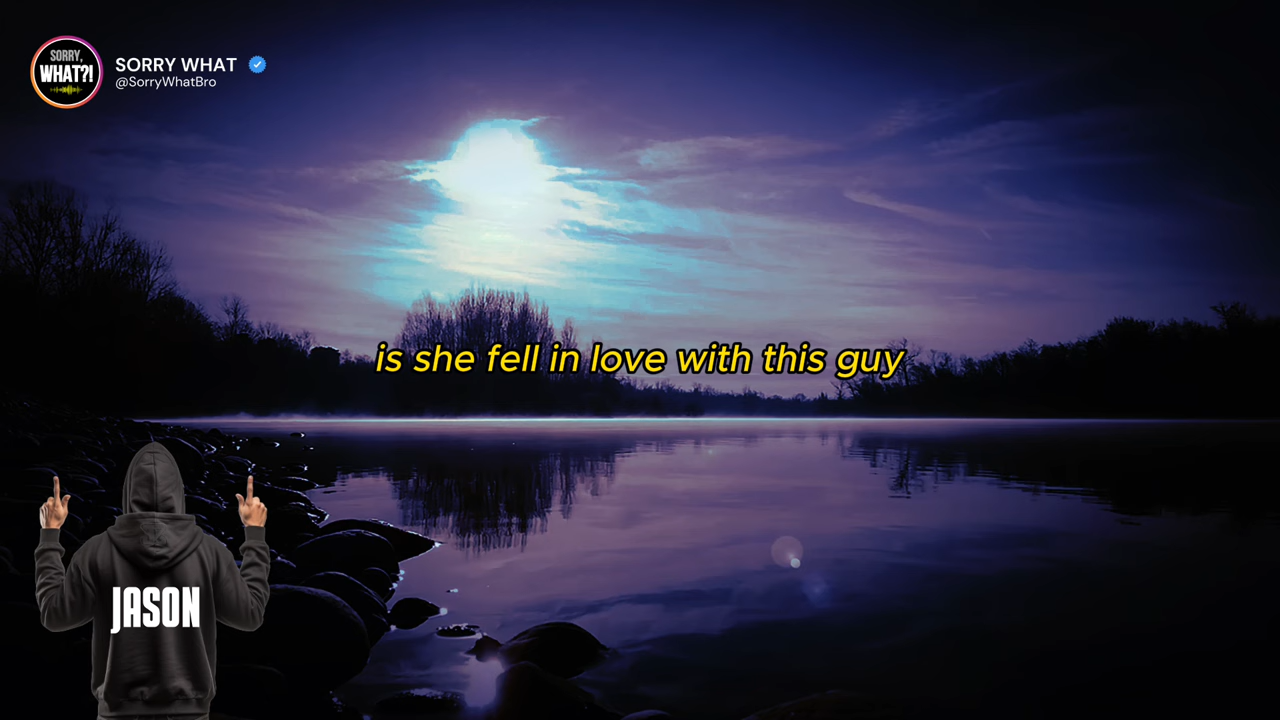 SORRY,
WHAT?!
SORRY WHAT
@SorryWhatBro
is she fell in love with this guy
JASON